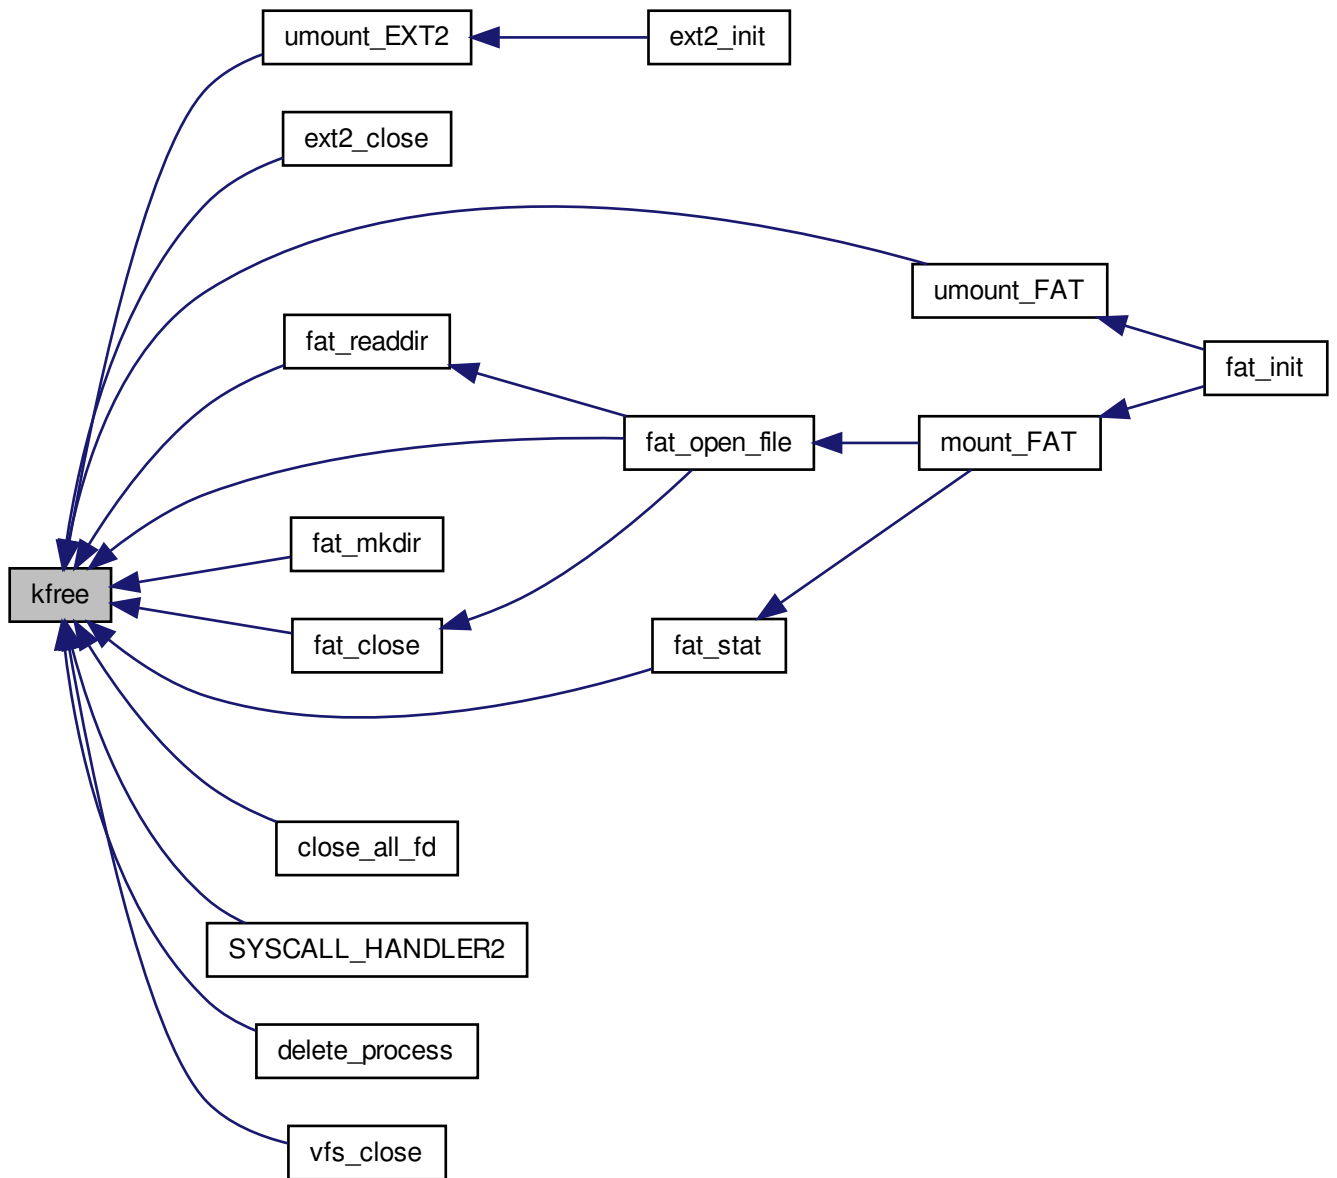 umount_EXT2
ext2_init
ext2_close
umount_FAT
fat_readdir
fat_init
fat_open_file
mount_FAT
fat_mkdir
kfree
fat_close
fat_stat
close_all_fd
SYSCALL_HANDLER2
delete_process
vfs_close